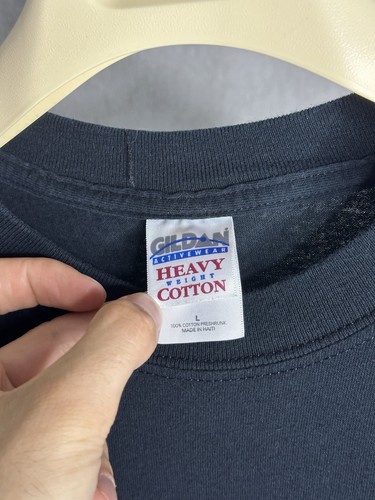 GILDAN
ACTIVEWEAR
HEAVY
WEIGHT
COTTON
L
100% COTTON PRESHRUNK
MADE IN HAITI